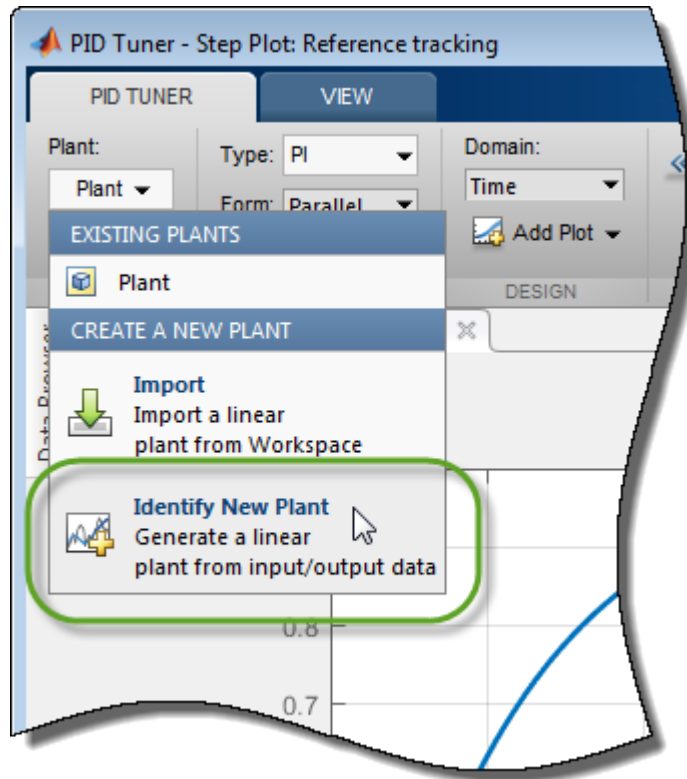 PID Tuner - Step Plot: Reference tracking
PID TUNER
VIEW
Plant:
Type: PI
Domain:
Plant
Form: Parallel
Time
Add Plot
DESIGN
EXISTING PLANTS
Plant
CREATE A NEW PLANT
Import
Import a linear
plant from Workspace
Identify New Plant
Generate a linear
plant from input/output data
Data Browser
0.8
0.7